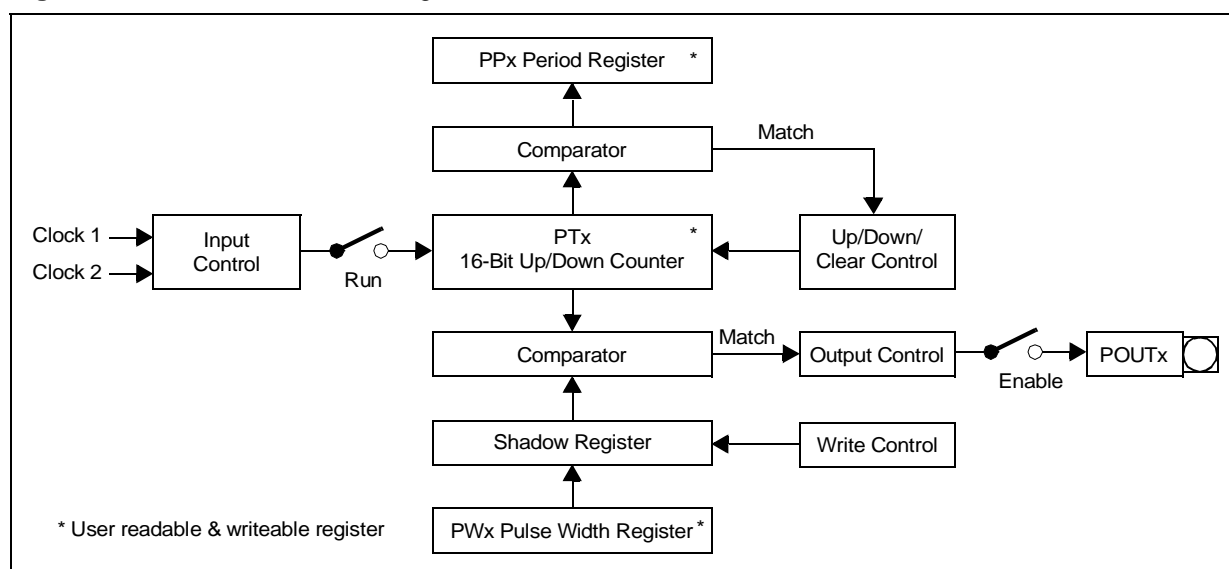 PPx Period Register *
Comparator
Match
Clock 1
Clock 2
Input
Control
Run
PTx *
16-Bit Up/Down Counter
Up/Down/
Clear Control
Comparator
Match
Output Control
Enable
POUTx
Shadow Register
Write Control
* User readable & writeable register
PWx Pulse Width Register *